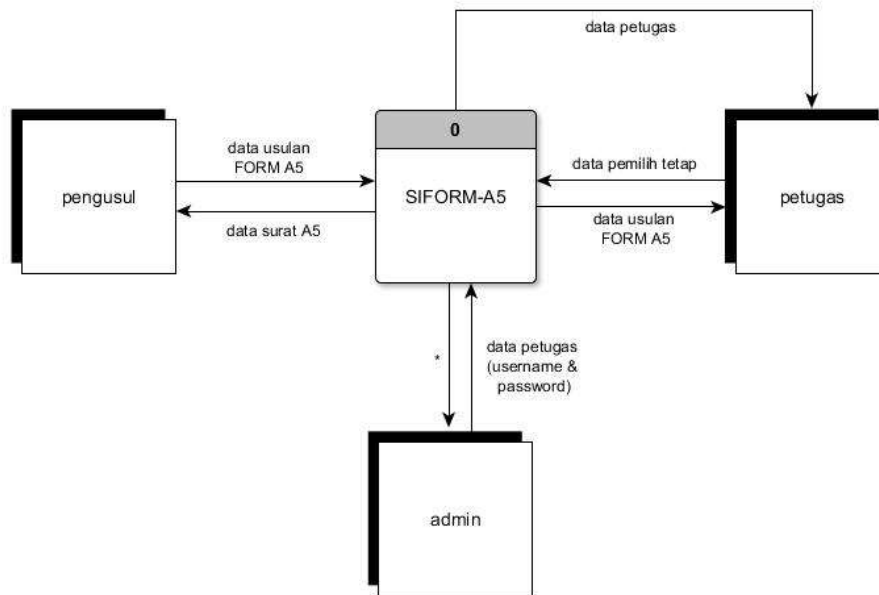 data petugas
0
data usulan
FORM A5
data pemilih tetap
pengusul
SIFORM-A5
petugas
data surat A5
data usulan
FORM A5
*
data petugas
(username &
password)
admin